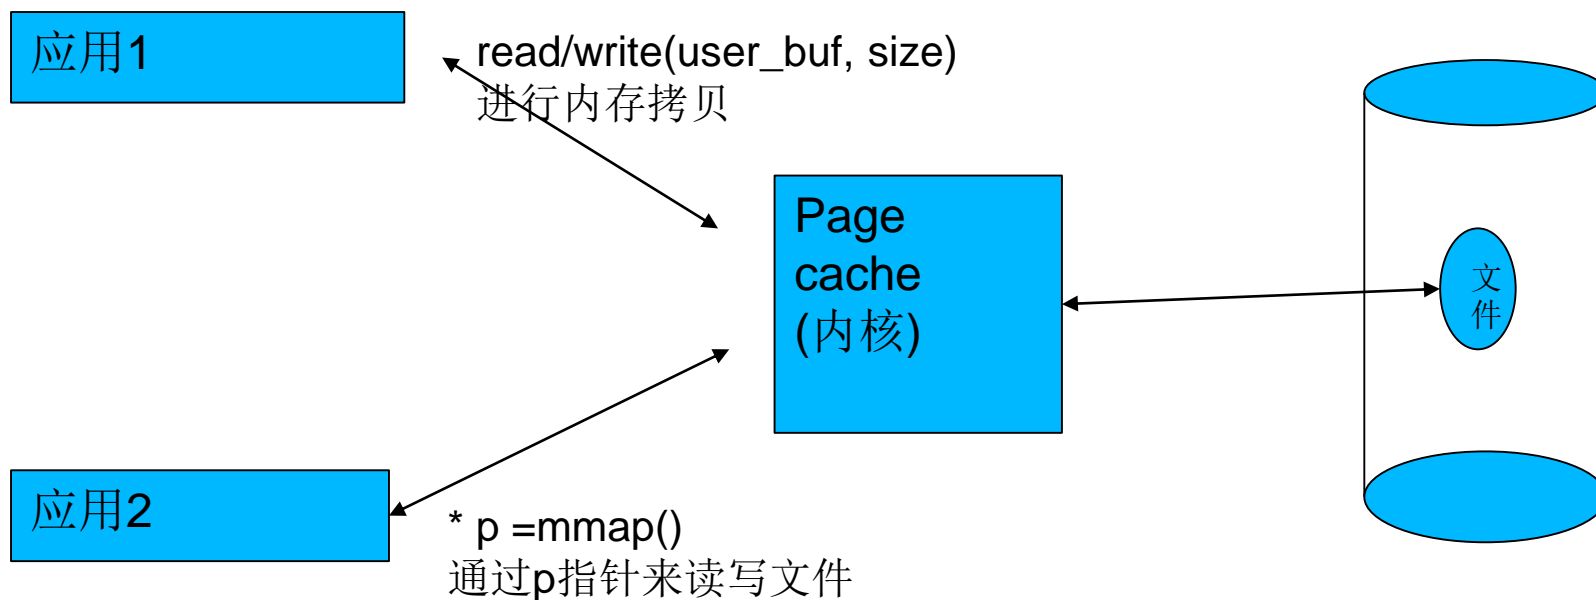 应用1
read/write(user_buf, size)
进行内存拷贝
Page
cache
(内核)
文
件
应用2
* p =mmap()
通过p指针来读写文件